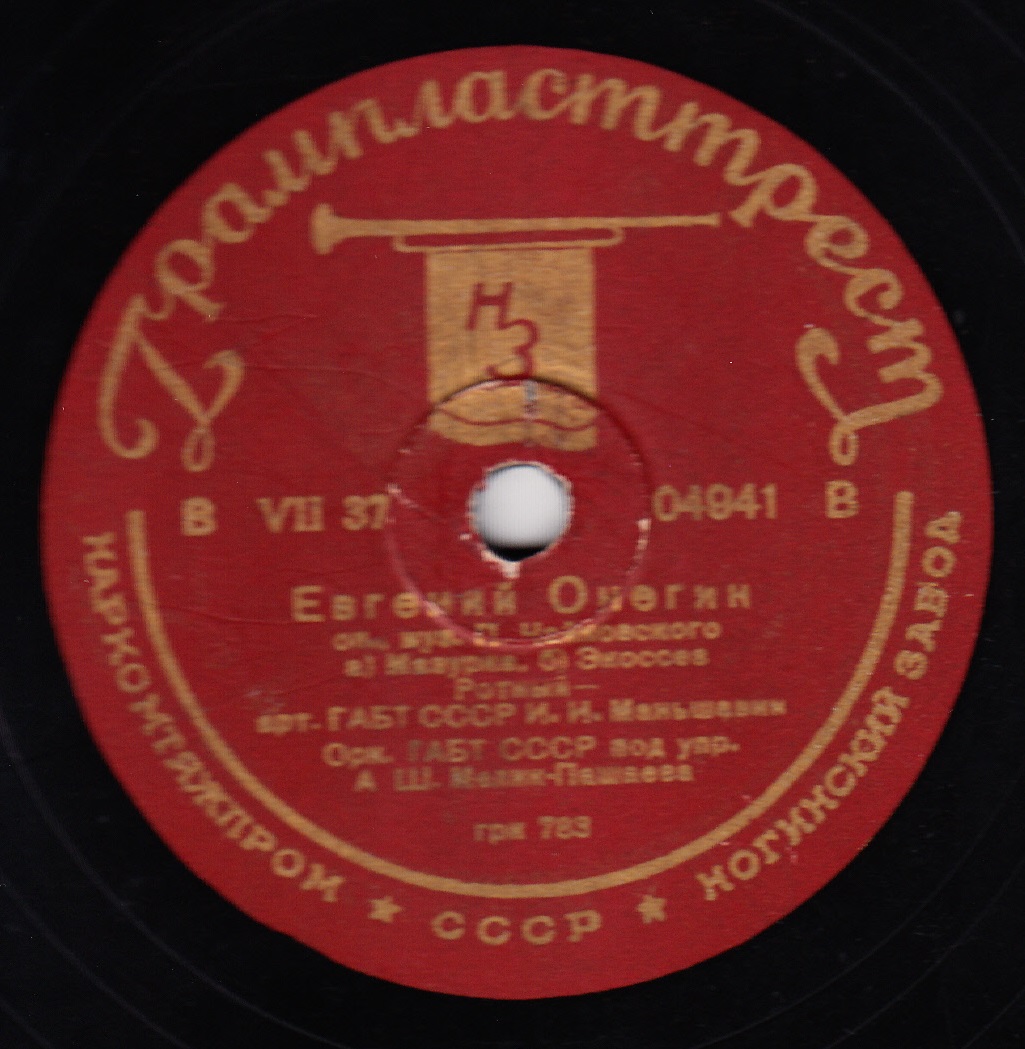 Грампласттрест
НЗ
В VII 37 04941 В
Евгений Онегин
оп., муз. П. Чайковского
а) Мазурка, б) Экоссез
Ротный—
арт. ГАБТ СССР И. И. Маньшавин
Орк. ГАБТ СССР под упр.
А Ш. Мелик-Пашаева
грк 783
НАРКОМТЯЖПРОМ ★ СССР ★ НОГИНСКИЙ ЗАВОД